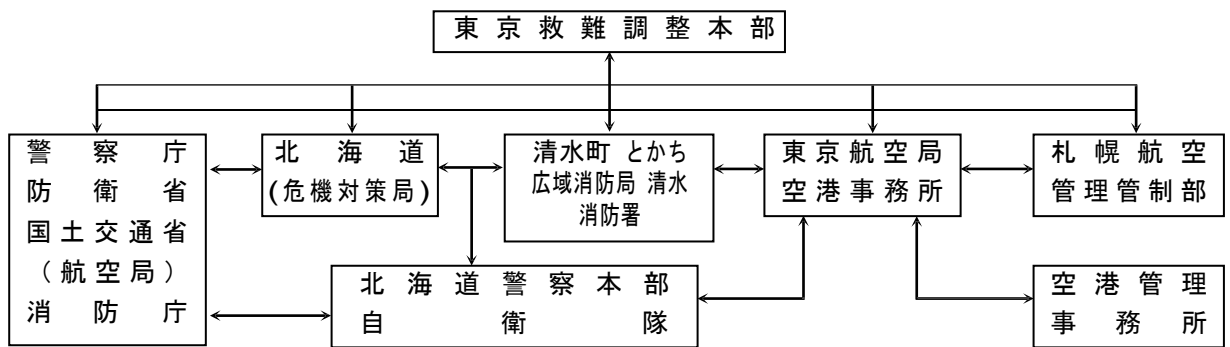 東京救難調整本部
警察庁
防衛省
国土交通省
（航空局）
消防庁
北海道
(危機対策局)
清水町 とかち
広域消防局 清水
消防署
東京航空局
空港事務所
札幌航空
管理管制部
北海道警察本部
自衛隊
空港管理
事務所